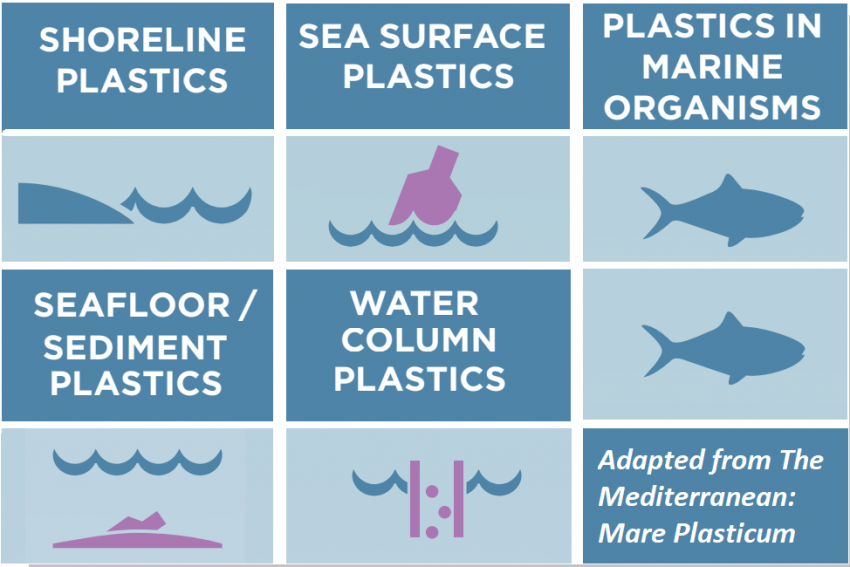 SHORELINE
PLASTICS
SEA SURFACE
PLASTICS
PLASTICS IN
MARINE
ORGANISMS
SEAFLOOR /
SEDIMENT
PLASTICS
WATER
COLUMN
PLASTICS
Adapted from The
Mediterranean:
Mare Plasticum